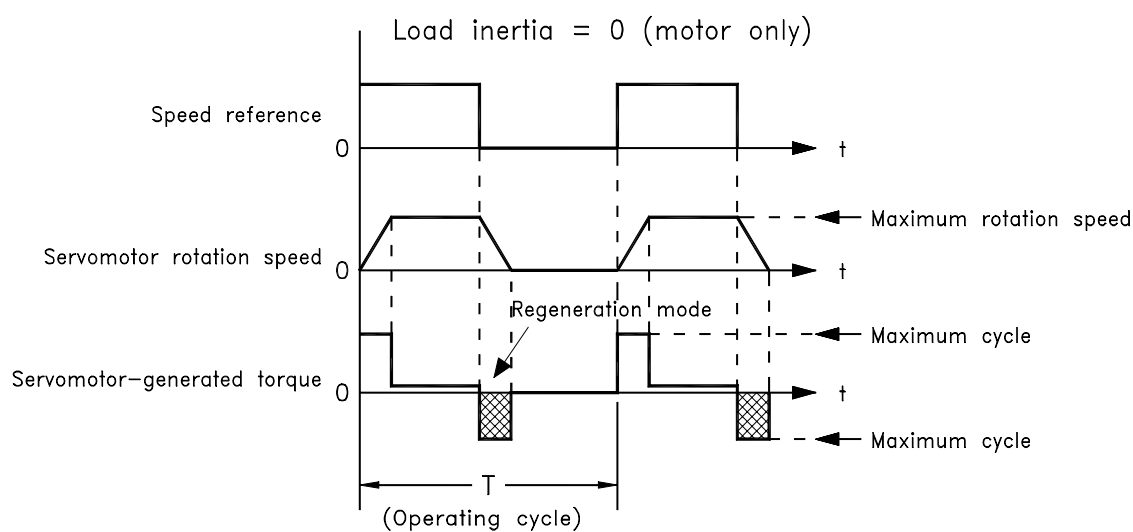 Load inertia = 0 (motor only)
Speed reference
0
t
Maximum rotation speed
Servomotor rotation speed
0
t
Regeneration mode
Maximum cycle
Servomotor-generated torque
0
t
Maximum cycle
T
(Operating cycle)